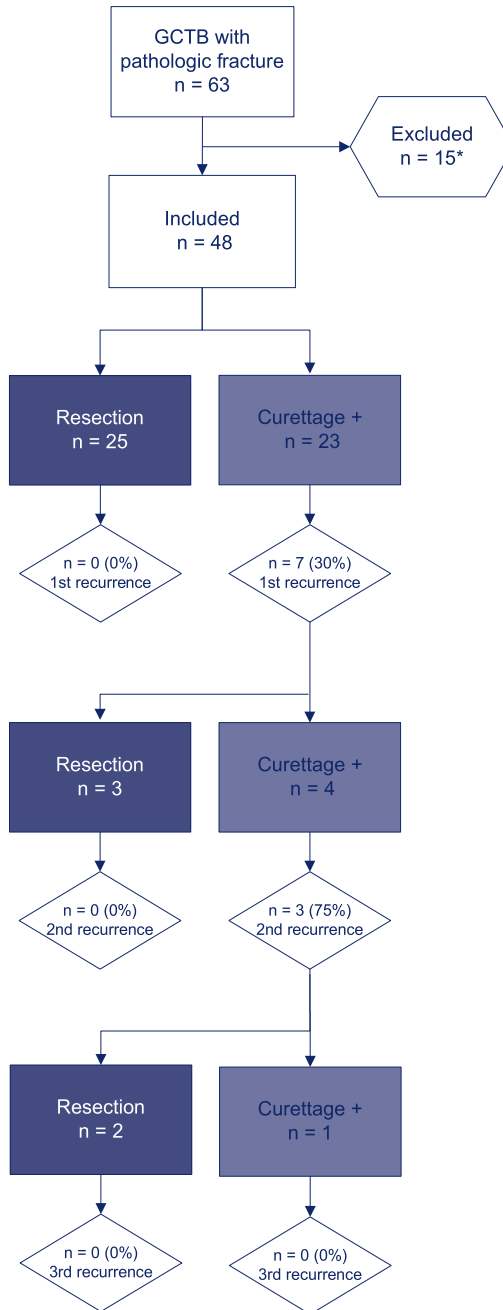 GCTB with
pathologic fracture
n = 63
Excluded
n = 15*
Included
n = 48
Resection
n = 25
Curettage +
n = 23
n = 0 (0%)
1st recurrence
n = 7 (30%)
1st recurrence
Resection
n = 3
Curettage +
n = 4
n = 0 (0%)
2nd recurrence
n = 3 (75%)
2nd recurrence
Resection
n = 2
Curettage +
n = 1
n = 0 (0%)
3rd recurrence
n = 0 (0%)
3rd recurrence